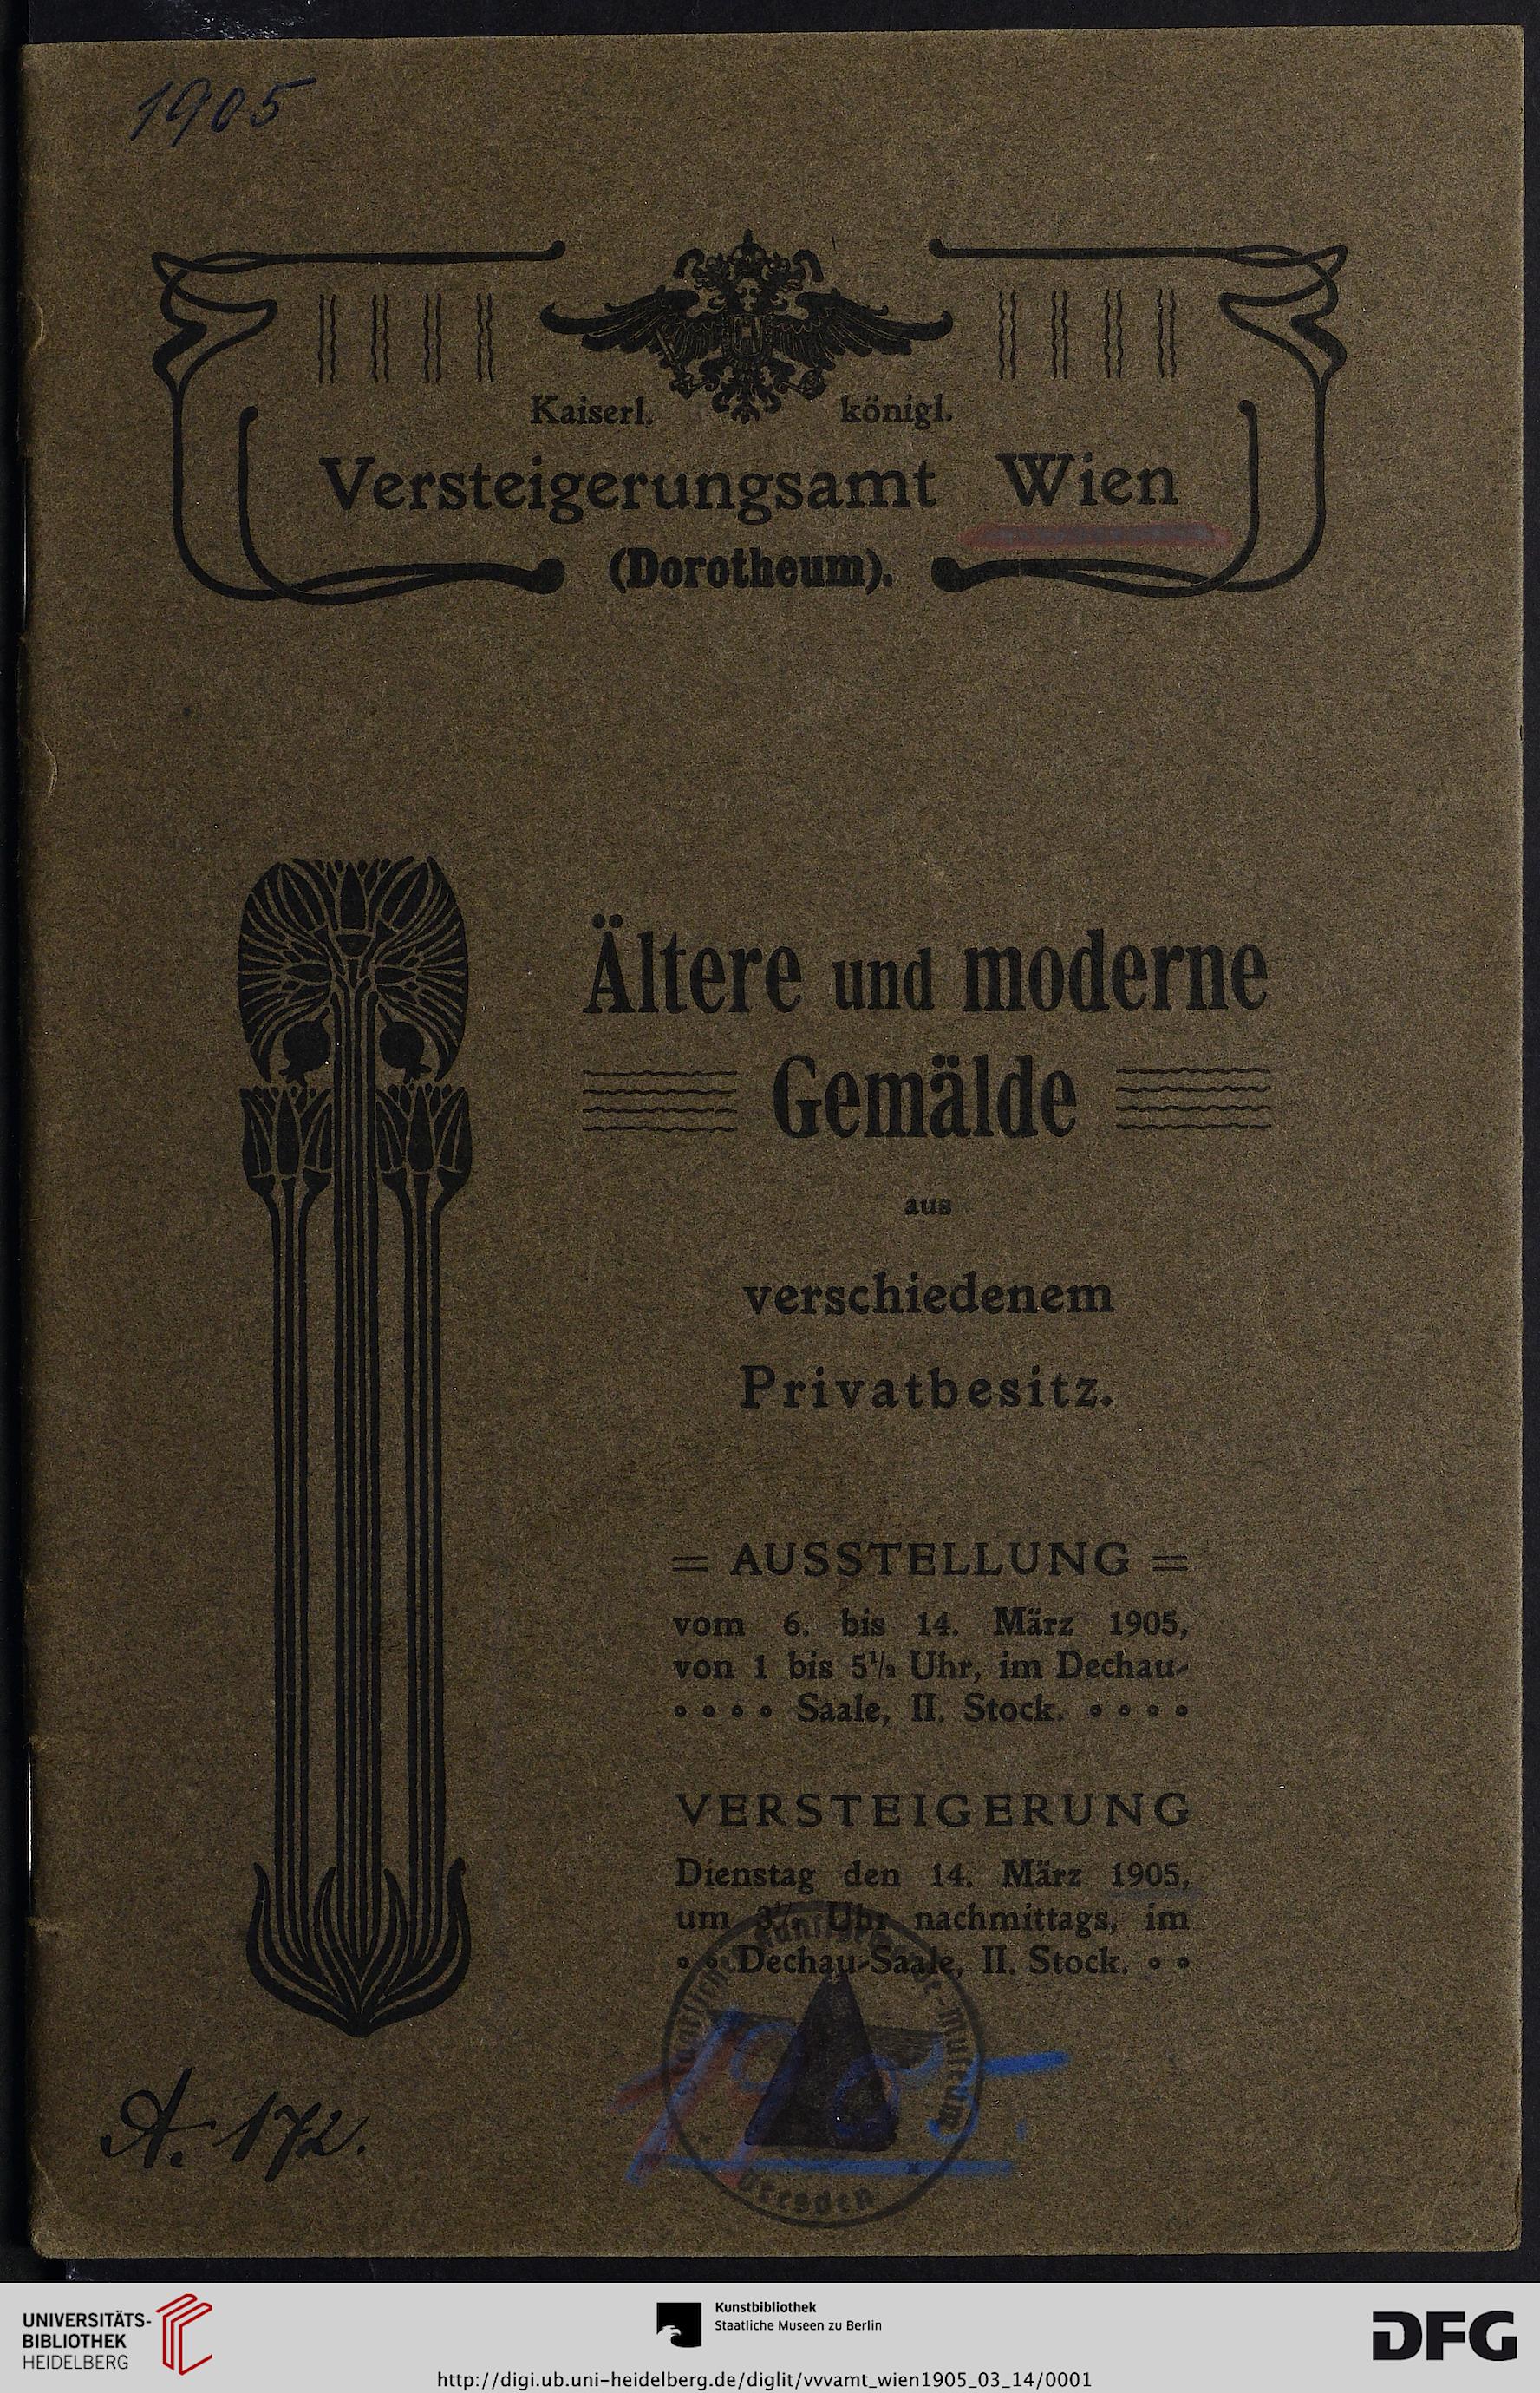 1905
Kaiserl. königl.
Versteigerungsamt Wien
(Dorotheum).
Ältere und moderne
Gemälde
aus
verschiedenem
Privatbesitz.
= AUSSTELLUNG =
vom 6. bis 14. März 1905,
von 1 bis 5½ Uhr, im Dechau-
Saale, II. Stock.
VERSTEIGERUNG
Dienstag den 14. März 1905,
um 3½ Uhr nachmittags, im
Dechau-Saale, II. Stock.
1905.
Dresden
A. 172.
UNIVERSITÄTS-
BIBLIOTHEK
HEIDELBERG
Kunstbibliothek
Staatliche Museen zu Berlin
DFG
http://digi.ub.uni-heidelberg.de/diglit/vvvamt_wien1905_03_14/0001